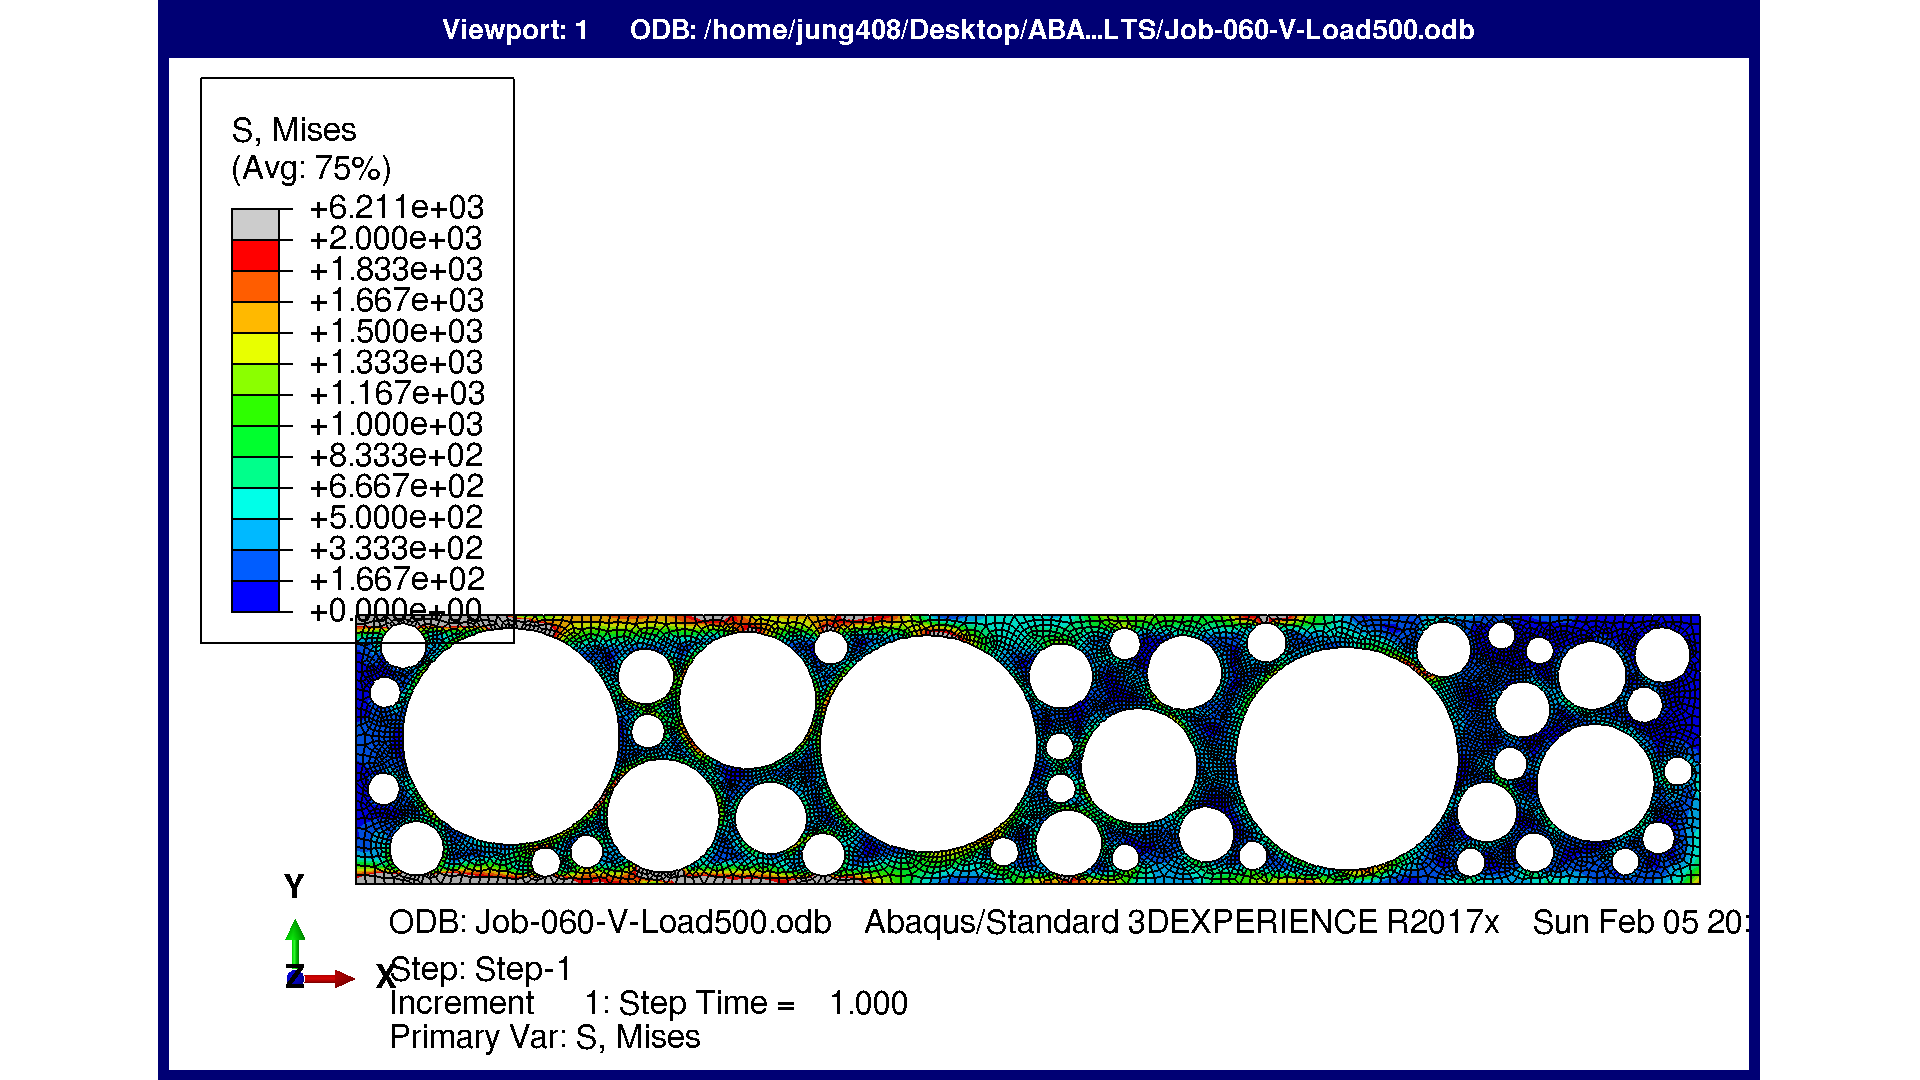 Viewport: 1 ODB: /home/jung408/Desktop/ABA...LTS/Job-060-V-Load500.odb
S, Mises
(Avg: 75%)
+6.211e+03
+2.000e+03
+1.833e+03
+1.667e+03
+1.500e+03
+1.333e+03
+1.167e+03
+1.000e+03
+8.333e+02
+6.667e+02
+5.000e+02
+3.333e+02
+1.667e+02
+0.000e+00
Y
Z
X
ODB: Job-060-V-Load500.odb Abaqus/Standard 3DEXPERIENCE R2017x Sun Feb 05 20:
Step: Step-1
Increment 1: Step Time = 1.000
Primary Var: S, Mises